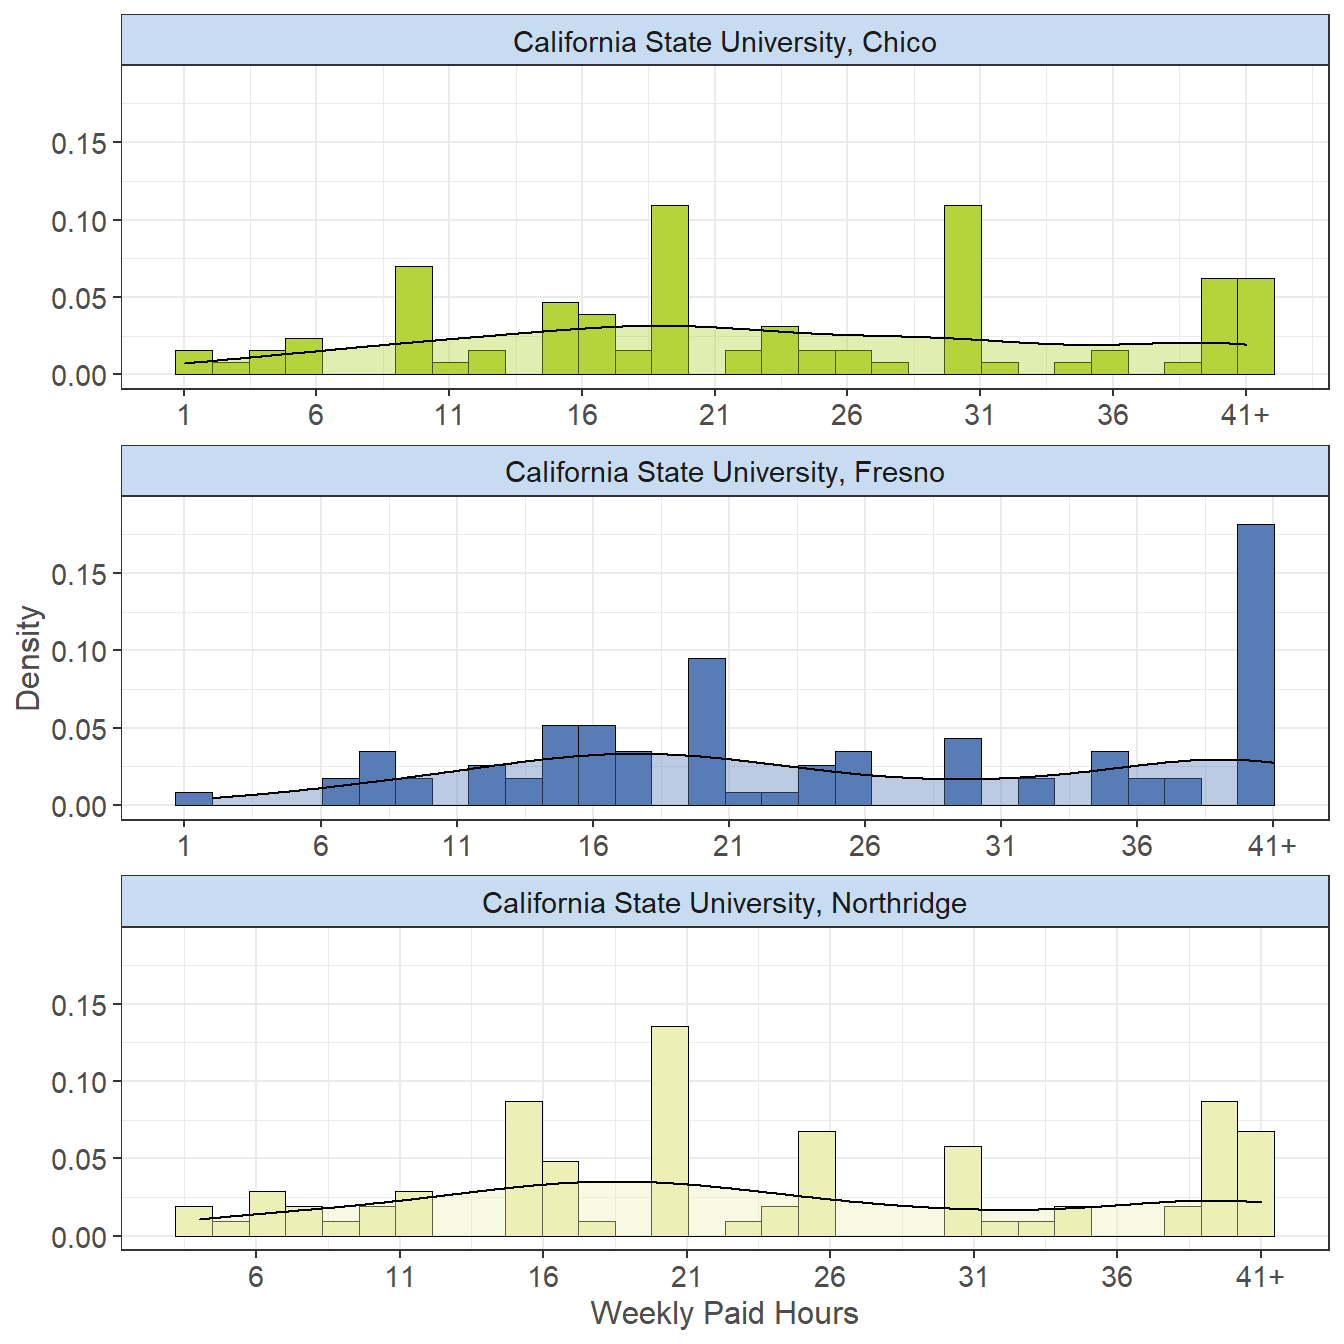 California State University, Chico
0.15
0.10
0.05
0.00
1 6 11 16 21 26 31 36 41+
California State University, Fresno
0.15
0.10
0.05
0.00
1 6 11 16 21 26 31 36 41+
Density
California State University, Northridge
0.15
0.10
0.05
0.00
6 11 16 21 26 31 36 41+
Weekly Paid Hours